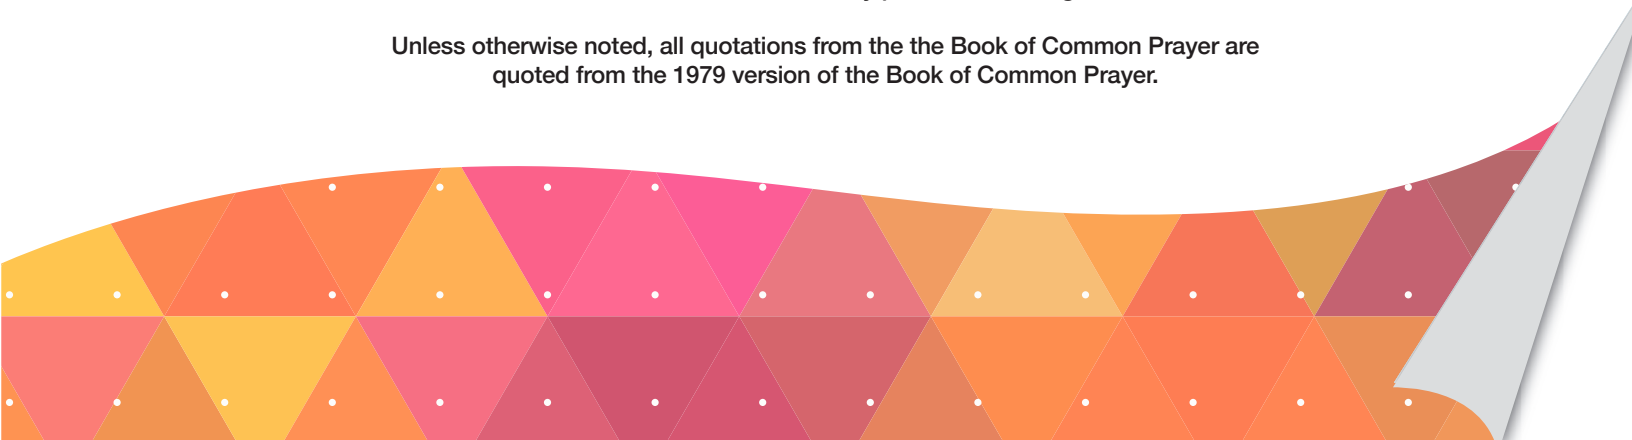 Unless otherwise noted, all quotations from the the Book of Common Prayer are
quoted from the 1979 version of the Book of Common Prayer.